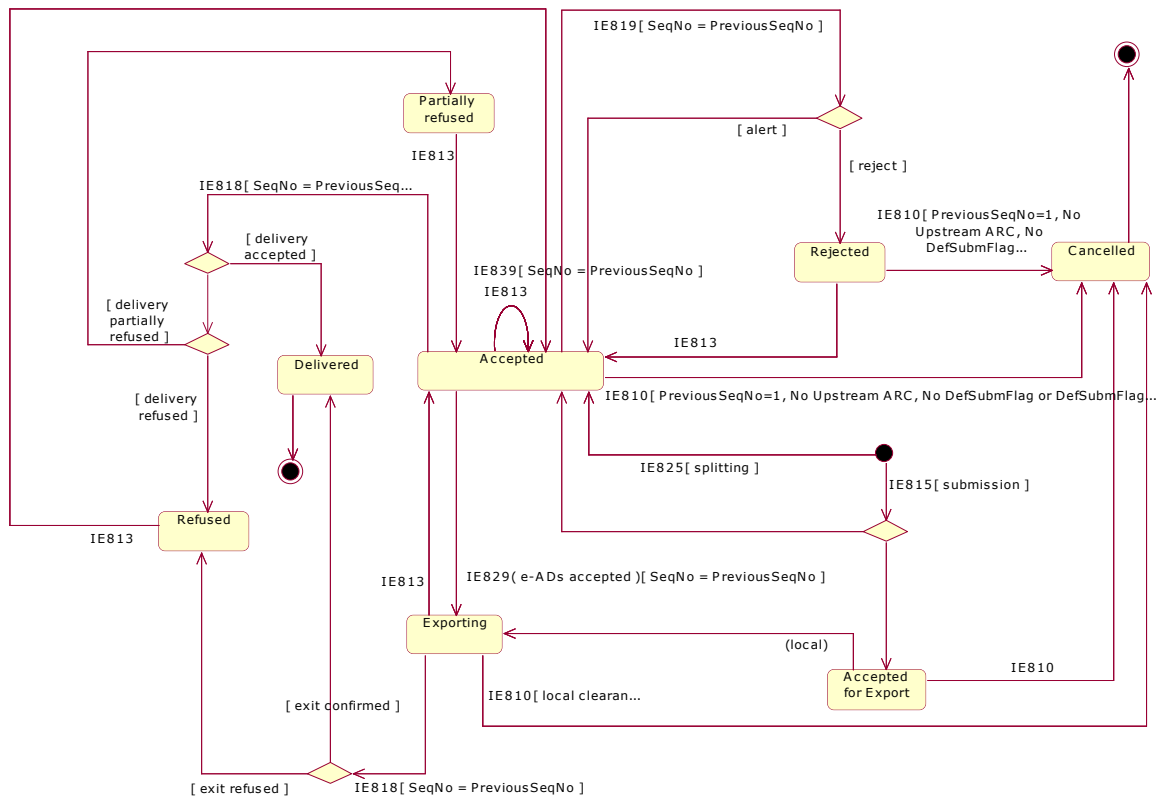 IE819[ SeqNo = PreviousSeqNo ]
Partially
refused
[ alert ]
IE813
[ reject ]
IE818[ SeqNo = PreviousSeq...
IE810[ PreviousSeqNo=1, No
Upstream ARC, No
DefSubmFlag...
[ delivery
accepted ]
Rejected
Cancelled
IE839[ SeqNo = PreviousSeqNo ]
IE813
[ delivery
partially
refused ]
IE813
Accepted
Delivered
IE810[ PreviousSeqNo=1, No Upstream ARC, No DefSubmFlag or DefSubmFlag...
[ delivery
refused ]
IE825[ splitting ]
IE815[ submission ]
Refused
IE813
IE829( e-ADs accepted )[ SeqNo = PreviousSeqNo ]
IE813
Exporting
(local)
IE810
Accepted
for Export
IE810[ local clearan...
[ exit confirmed ]
[ exit refused ]
IE818[ SeqNo = PreviousSeqNo ]